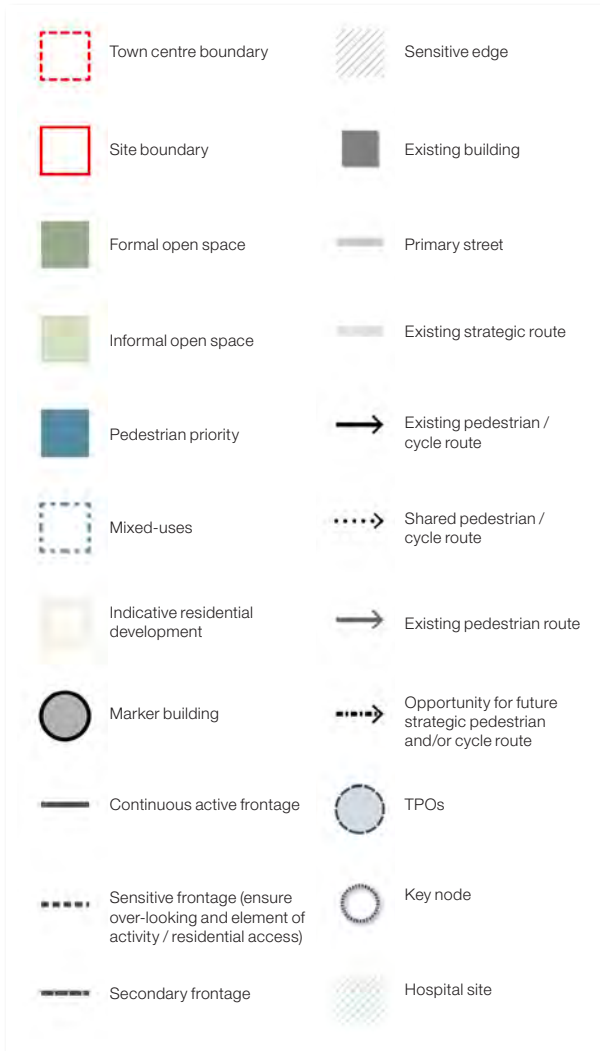 Town centre boundary
Site boundary
Formal open space
Informal open space
Pedestrian priority
Mixed-uses
Indicative residential
development
Marker building
Continuous active frontage
Sensitive frontage (ensure
over-looking and element of
activity / residential access)
Secondary frontage
Sensitive edge
Existing building
Primary street
Existing strategic route
Existing pedestrian /
cycle route
Shared pedestrian /
cycle route
Existing pedestrian route
Opportunity for future
strategic pedestrian
and/or cycle route
TPOs
Key node
Hospital site